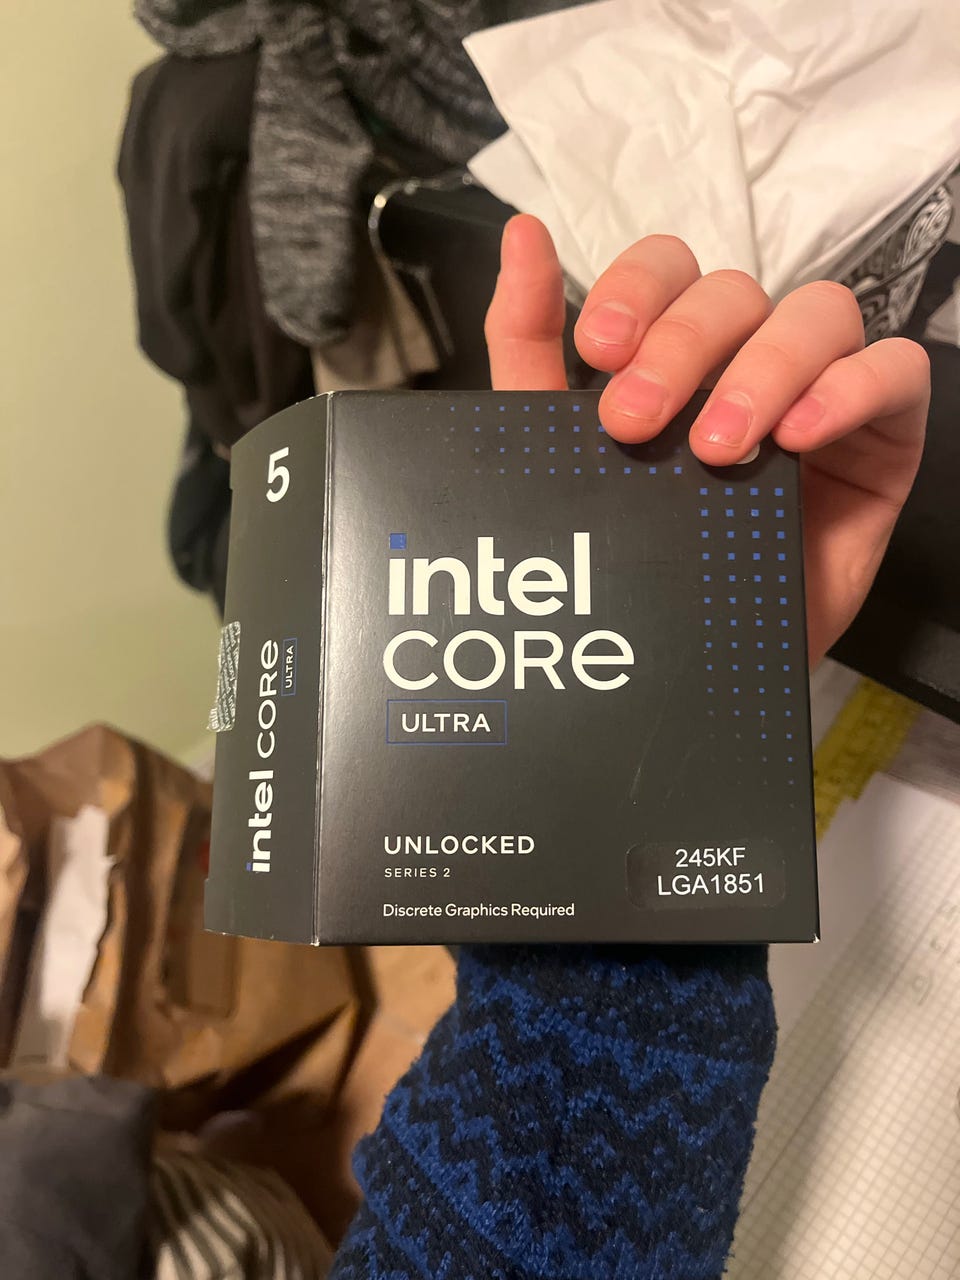 5
intel CORE
ULTRA
intel
CORE
ULTRA
UNLOCKED
SERIES 2
Discrete Graphics Required
245KF
LGA1851